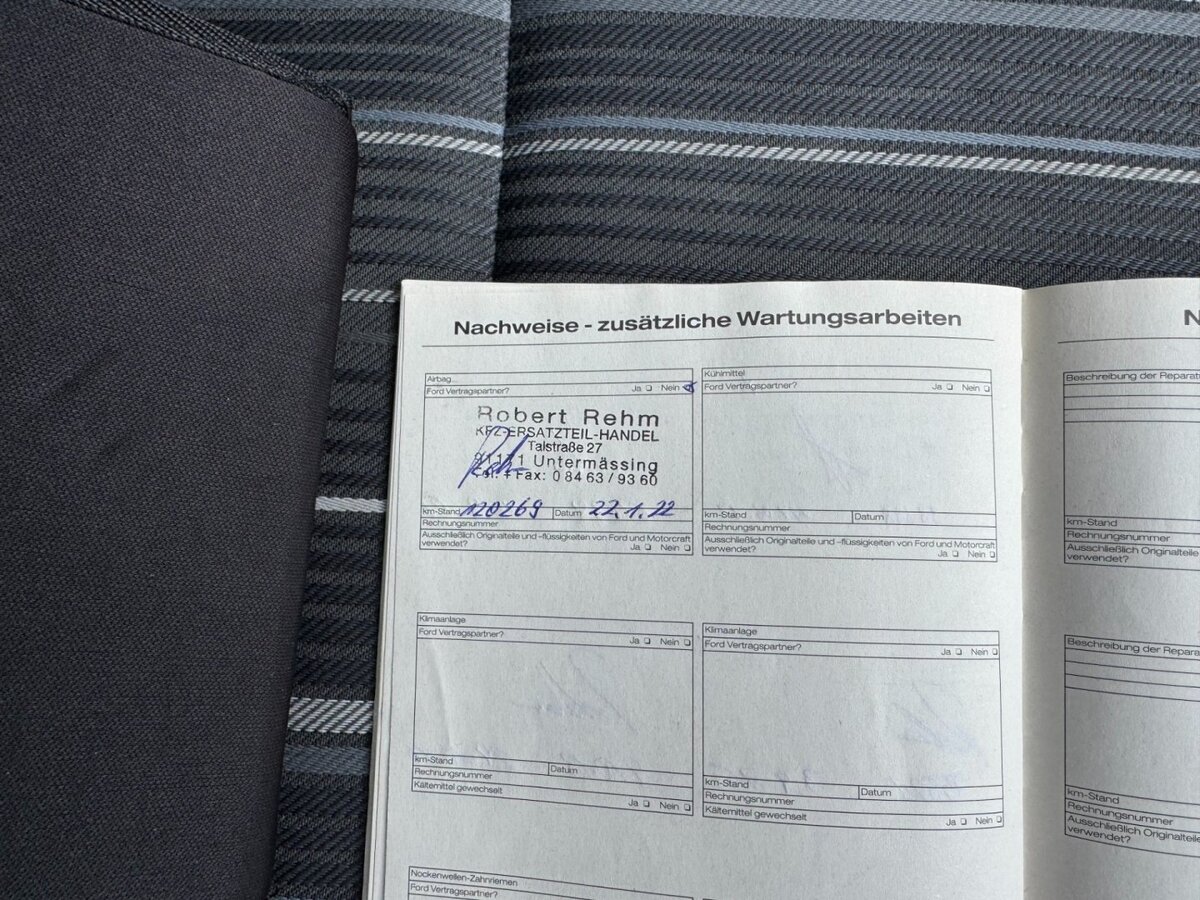 Nachweise - zusätzliche Wartungsarbeiten
N
Airbag
Ford Vertragspartner? Ja Nein
Robert Rehm
KFZ-ERSATZTEIL-HANDEL
Talstraße 27
Untermässing
Tel. + Fax: 0 84 63 / 93 60
km-Stand 120269 Datum 22.1.22
Rechnungsnummer
Ausschließlich Originalteile und -flüssigkeiten von Ford und Motorcraft
verwendet? Ja Nein
Kühlmittel
Ford Vertragspartner? Ja Nein
km-Stand Datum
Rechnungsnummer
Ausschließlich Originalteile und -flüssigkeiten von Ford und Motorcraft
verwendet? Ja Nein
Beschreibung der Reparatu
km-Stand
Rechnungsnummer
Ausschließlich Originalteile
verwendet?
Klimaanlage
Ford Vertragspartner? Ja Nein
km-Stand Datum
Rechnungsnummer
Kältemittel gewechselt
Ja Nein
Klimaanlage
Ford Vertragspartner? Ja Nein
km-Stand Datum
Rechnungsnummer
Kältemittel gewechselt
Ja Nein
Beschreibung der Repara
km-Stand
Rechnungsnummer
Ausschließlich Originalteile
verwendet?
Nockenwellen-Zahnriemen
Ford Vertragspartner?